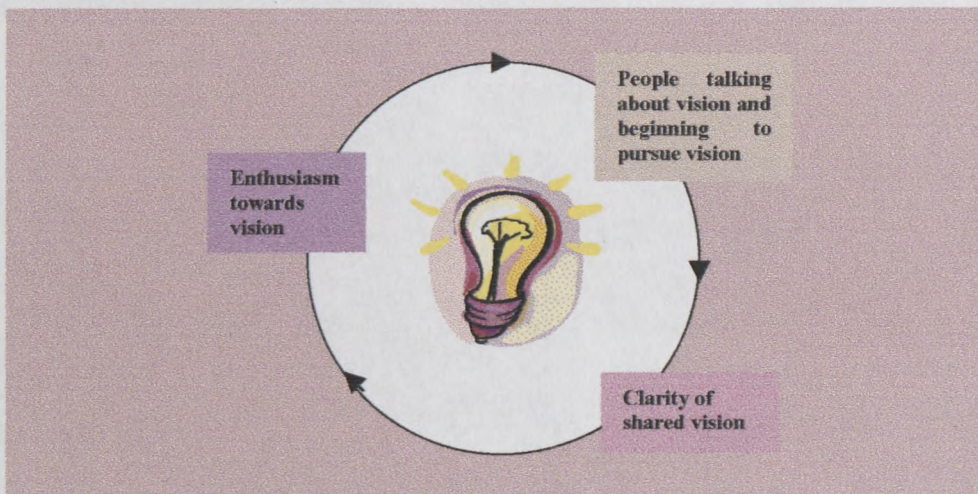 People talking
about vision and
beginning to
pursue vision
Enthusiasm
towards
vision
Clarity of
shared vision